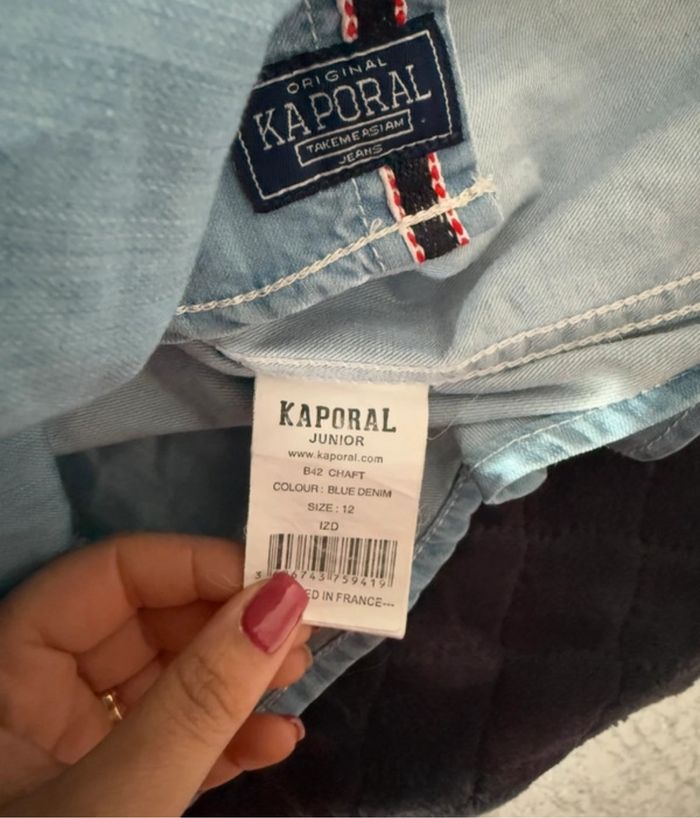 ORIGINAL
KAPORAL
TAKEMEASIAM
JEANS
KAPORAL
JUNIOR
www.kaporal.com
B42 CHAFT
COLOUR : BLUE DENIM
SIZE : 12
IZD
IN FRANCE---